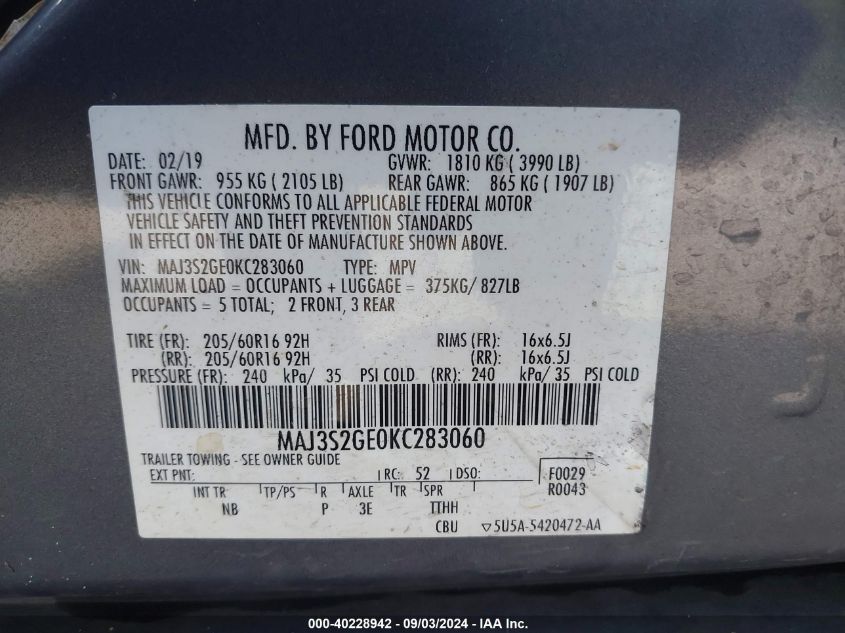 MFD. BY FORD MOTOR CO.
DATE: 02/19 GVWR: 1810 KG ( 3990 LB)
FRONT GAWR: 955 KG ( 2105 LB) REAR GAWR: 865 KG ( 1907 LB)
THIS VEHICLE CONFORMS TO ALL APPLICABLE FEDERAL MOTOR
VEHICLE SAFETY AND THEFT PREVENTION STANDARDS
IN EFFECT ON THE DATE OF MANUFACTURE SHOWN ABOVE.
VIN: MAJ3S2GE0KC283060 TYPE: MPV
MAXIMUM LOAD = OCCUPANTS + LUGGAGE = 375KG/ 827LB
OCCUPANTS = 5 TOTAL; 2 FRONT, 3 REAR
TIRE (FR): 205/60R16 92H RIMS (FR): 16x6.5J
(RR): 205/60R16 92H (RR): 16x6.5J
PRESSURE (FR): 240 kPa/ 35 PSI COLD (RR): 240 kPa/ 35 PSI COLD
MAJ3S2GE0KC283060
TRAILER TOWING - SEE OWNER GUIDE
EXT PNT: RC: 52 DSO: F0029
R0043
INT TR TP/PS R AXLE TR SPR
NB P 3E TTHH
CBU ▽5U5A-5420472-AA
000-40228942 - 09/03/2024 - IAA Inc.